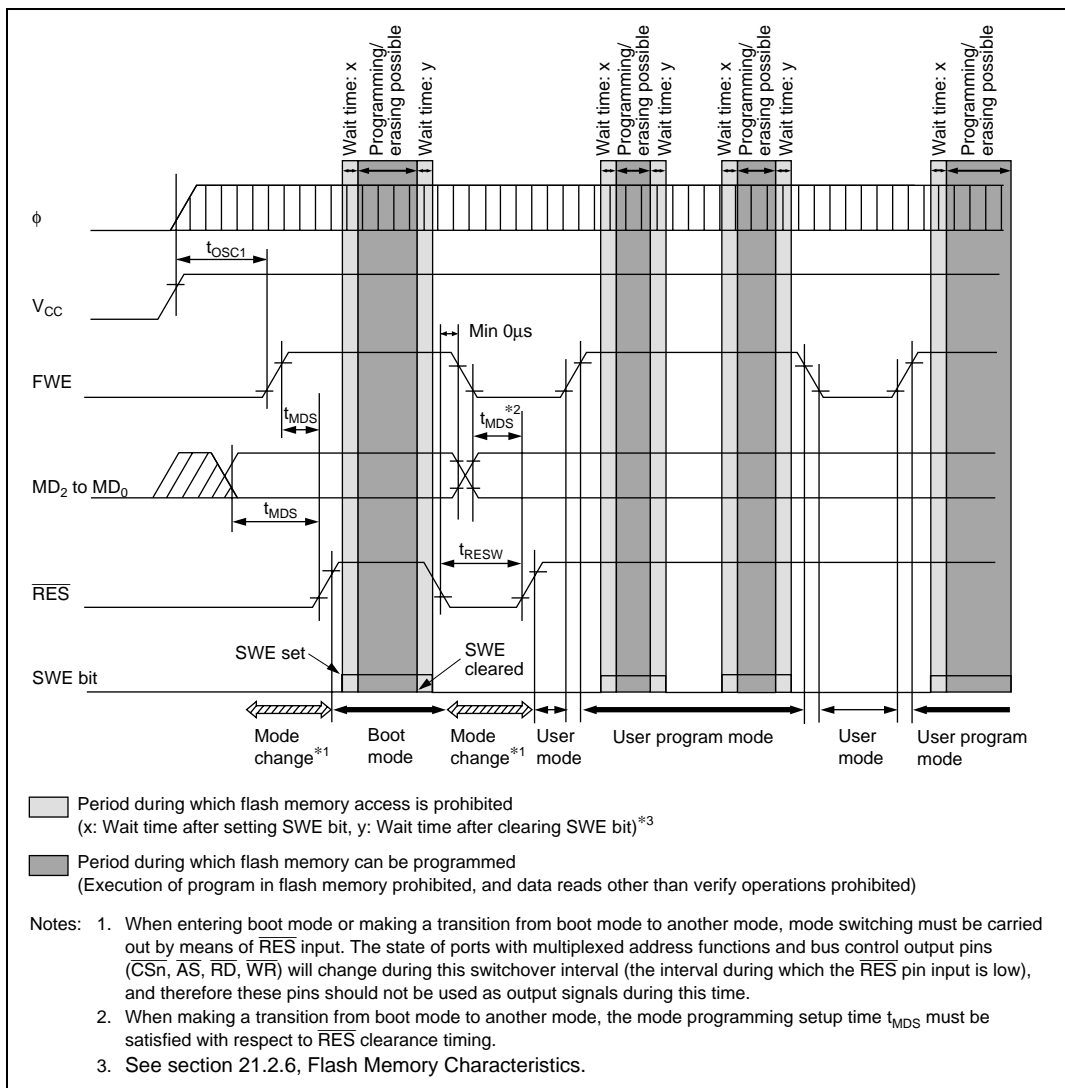 Wait time: x
Programming/
erasing possible
Wait time: y
Wait time: x
Programming/
erasing possible
Wait time: y
Wait time: x
Programming/
erasing possible
Wait time: y
Wait time: x
Programming/
erasing possible
φ
tOSC1
VCC
Min 0μs
FWE
tMDS
tMDS*2
MD2 to MD0
tMDS
tRESW
RES
SWE set
SWE
cleared
SWE bit
Mode
change*1
Boot
mode
Mode
change*1
User
mode
User program mode
User
mode
User program
mode
Period during which flash memory access is prohibited
(x: Wait time after setting SWE bit, y: Wait time after clearing SWE bit)*3
Period during which flash memory can be programmed
(Execution of program in flash memory prohibited, and data reads other than verify operations prohibited)
Notes: 1. When entering boot mode or making a transition from boot mode to another mode, mode switching must be carried
out by means of RES input. The state of ports with multiplexed address functions and bus control output pins
(CSn, AS, RD, WR) will change during this switchover interval (the interval during which the RES pin input is low),
and therefore these pins should not be used as output signals during this time.
2. When making a transition from boot mode to another mode, the mode programming setup time tMDS must be
satisfied with respect to RES clearance timing.
3. See section 21.2.6, Flash Memory Characteristics.